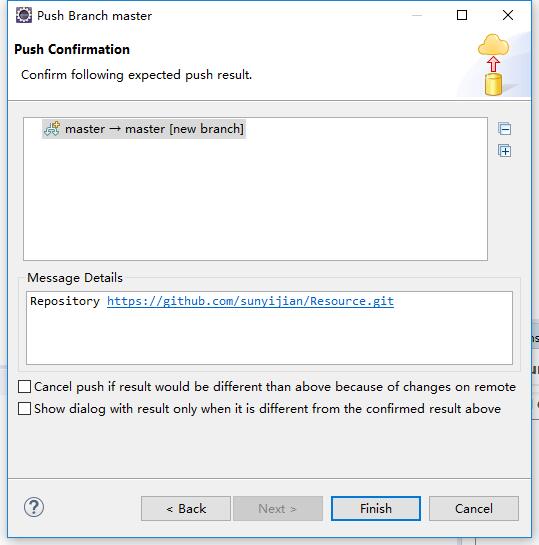 Push Branch master
Push Confirmation
Confirm following expected push result.
master → master [new branch]
Message Details
Repository https://github.com/sunyijian/Resource.git
Cancel push if result would be different than above because of changes on remote
Show dialog with result only when it is different from the confirmed result above
?
< Back
Next >
Finish
Cancel